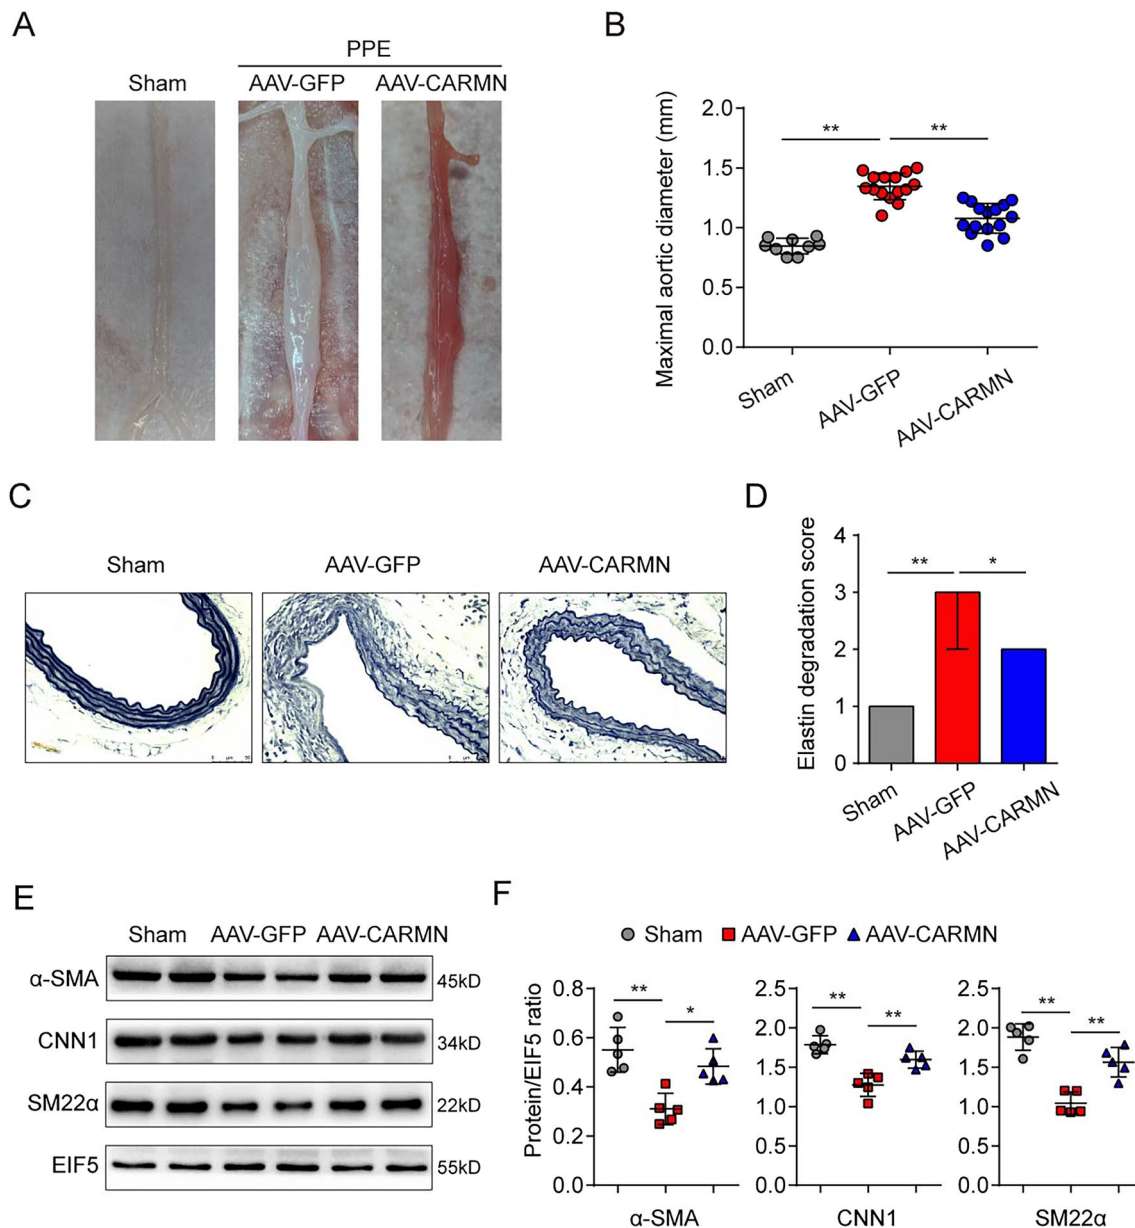 A
PPE
Sham AAV-GFP AAV-CARMN
B
Maximal aortic diameter (mm)
2.0
1.5
1.0
0.5
0.0
** **
Sham AAV-GFP AAV-CARMN
C
Sham AAV-GFP AAV-CARMN
D
Elastin degradation score
4
3
2
1
0
** *
Sham AAV-GFP AAV-CARMN
E
Sham AAV-GFP AAV-CARMN
α-SMA 45kD
CNN1 34kD
SM22α 22kD
EIF5 55kD
F
Sham AAV-GFP AAV-CARMN
Protein/EIF5 ratio
0.8
0.6
0.4
0.2
0.0
** *
α-SMA
2.5
2.0
1.5
1.0
0.5
0.0
** **
CNN1
2.5
2.0
1.5
1.0
0.5
0.0
** **
SM22α